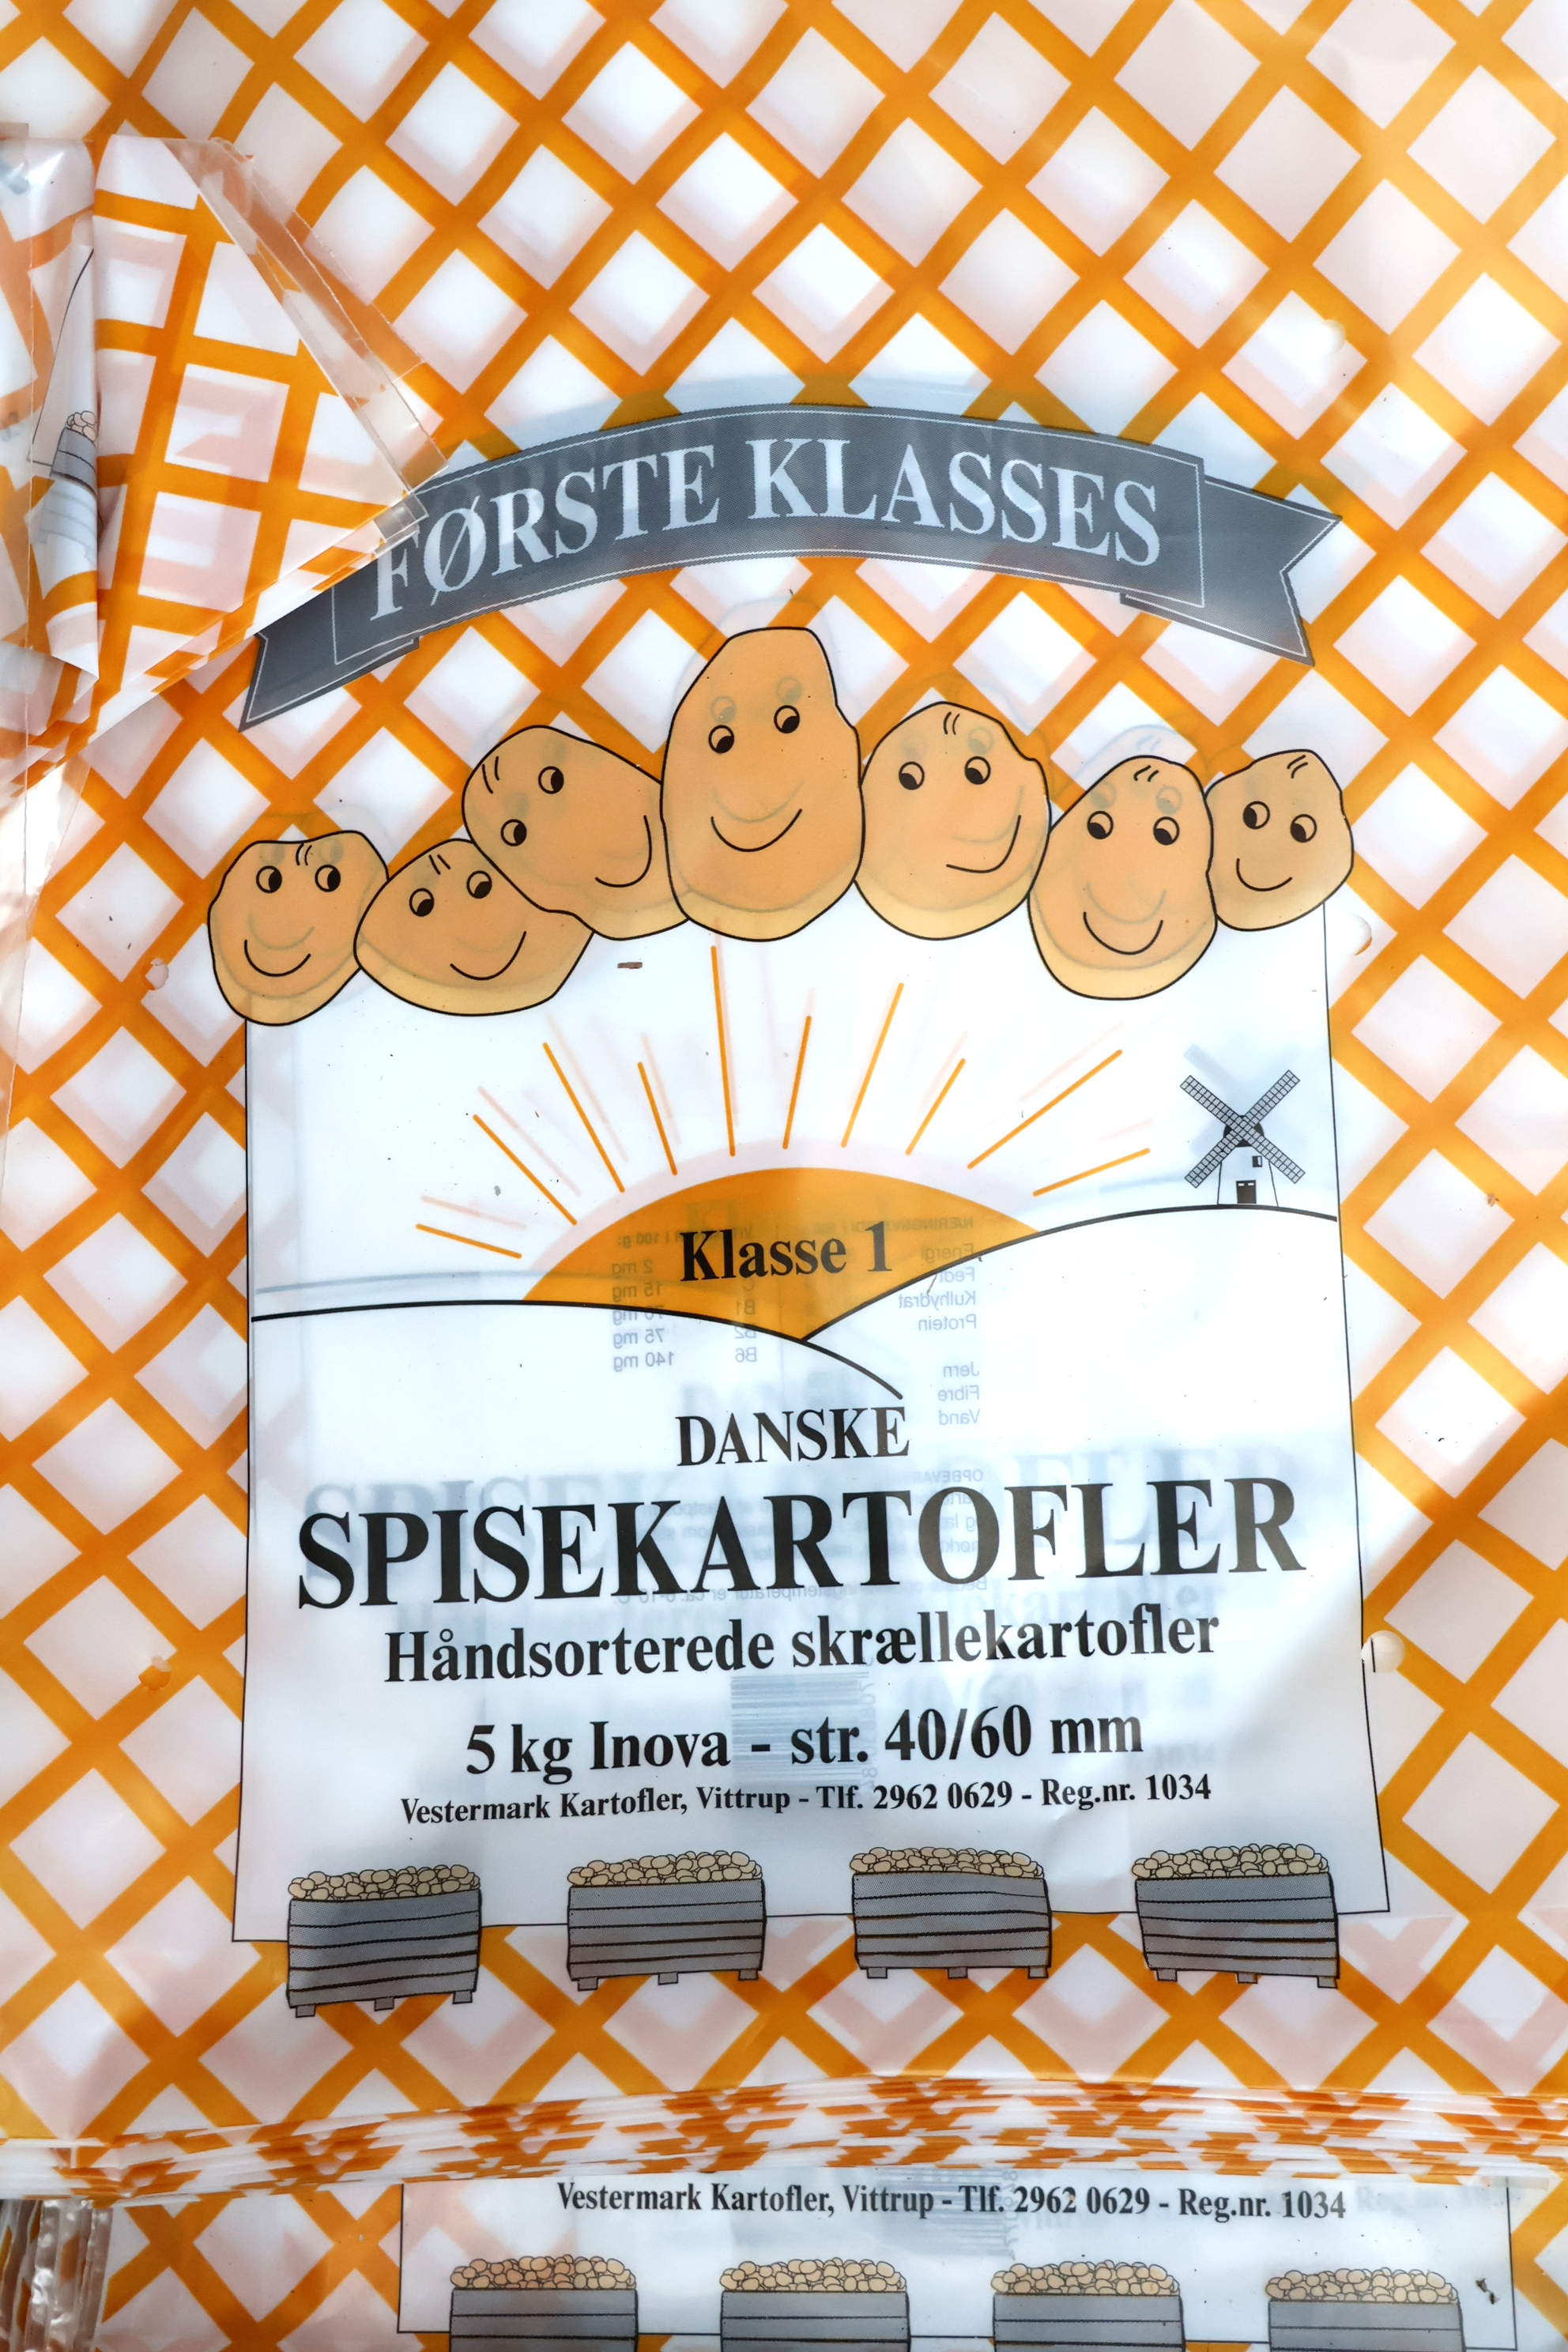 FØRSTE KLASSES
Klasse 1
DANSKE
SPISEKARTOFLER
Håndsorterede skrællekartofler
5 kg Inova - str. 40/60 mm
Vestermark Kartofler, Vittrup - Tlf. 2962 0629 - Reg.nr. 1034
Vestermark Kartofler, Vittrup - Tlf. 2962 0629 - Reg.nr. 1034